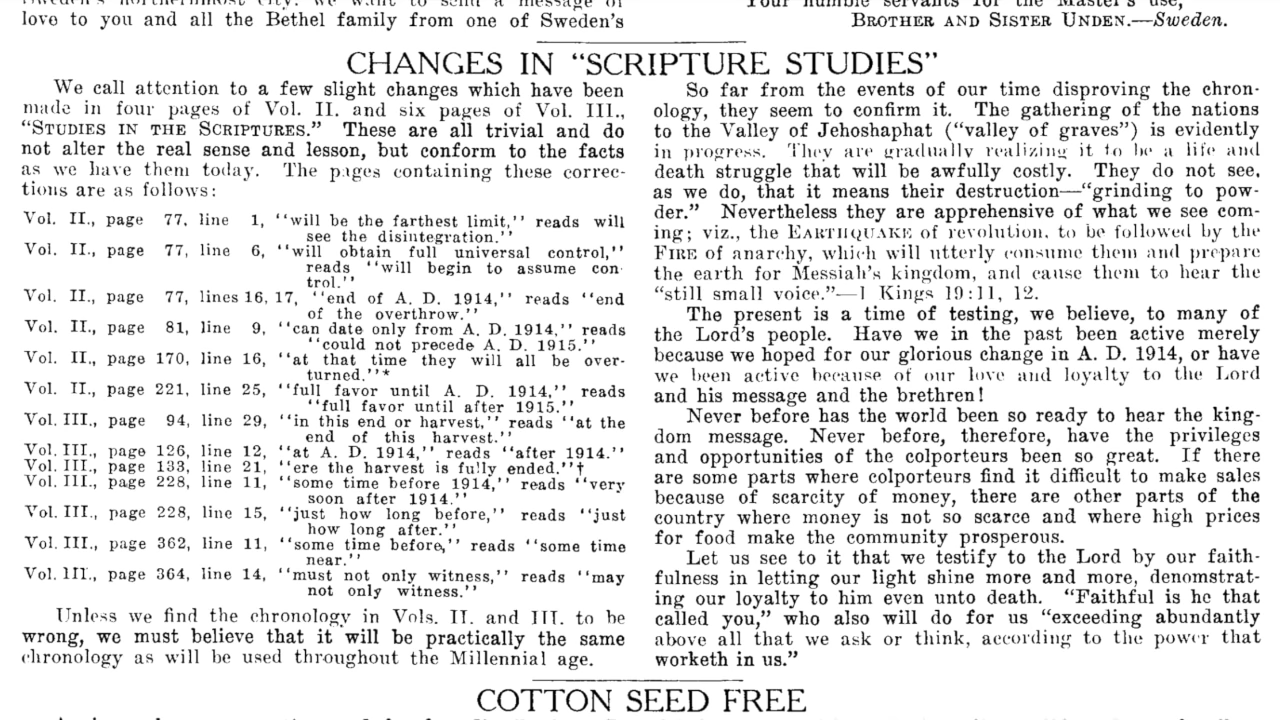 love to you and all the Bethel family from one of Sweden's
BROTHER AND SISTER UNDEN.—Sweden.
CHANGES IN "SCRIPTURE STUDIES"
We call attention to a few slight changes which have been
made in four pages of Vol. II. and six pages of Vol. III.,
"STUDIES IN THE SCRIPTURES." These are all trivial and do
not alter the real sense and lesson, but conform to the facts
as we have them today. The pages containing these correc-
tions are as follows:
Vol. II., page 77, line 1, "will be the farthest limit," reads will
see the disintegration."
Vol. II., page 77, line 6, "will obtain full universal control,"
reads "will begin to assume con-
trol."
Vol. II., page 77, lines 16, 17, "end of A. D. 1914," reads "end
of the overthrow."
Vol. II., page 81, line 9, "can date only from A. D. 1914," reads
"could not precede A. D. 1915."
Vol. II., page 170, line 16, "at that time they will all be over-
turned."*
Vol. II., page 221, line 25, "full favor until A. D. 1914," reads
"full favor until after 1915."
Vol. III., page 94, line 29, "in this end or harvest," reads "at the
end of this harvest."
Vol. III., page 126, line 12, "at A. D. 1914," reads "after 1914."
Vol. III., page 133, line 21, "ere the harvest is fully ended."†
Vol. III., page 228, line 11, "some time before 1914," reads "very
soon after 1914."
Vol. III., page 228, line 15, "just how long before," reads "just
how long after."
Vol. III., page 362, line 11, "some time before," reads "some time
near."
Vol. III., page 364, line 14, "must not only witness," reads "may
not only witness."
Unless we find the chronology in Vols. II. and III. to be
wrong, we must believe that it will be practically the same
chronology as will be used throughout the Millennial age.
So far from the events of our time disproving the chron-
ology, they seem to confirm it. The gathering of the nations
to the Valley of Jehoshaphat ("valley of graves") is evidently
in progress. They are gradually realizing it to be a life and
death struggle that will be awfully costly. They do not see,
as we do, that it means their destruction—"grinding to pow-
der." Nevertheless they are apprehensive of what we see com-
ing; viz., the EARTHQUAKE of revolution, to be followed by the
FIRE of anarchy, which will utterly consume them and prepare
the earth for Messiah's kingdom, and cause them to hear the
"still small voice."—1 Kings 19:11, 12.
The present is a time of testing, we believe, to many of
the Lord's people. Have we in the past been active merely
because we hoped for our glorious change in A. D. 1914, or have
we been active because of our love and loyalty to the Lord
and his message and the brethren!
Never before has the world been so ready to hear the king-
dom message. Never before, therefore, have the privileges
and opportunities of the colporteurs been so great. If there
are some parts where colporteurs find it difficult to make sales
because of scarcity of money, there are other parts of the
country where money is not so scarce and where high prices
for food make the community prosperous.
Let us see to it that we testify to the Lord by our faith-
fulness in letting our light shine more and more, denomstrat-
ing our loyalty to him even unto death. "Faithful is he that
called you," who also will do for us "exceeding abundantly
above all that we ask or think, according to the power that
worketh in us."
COTTON SEED FREE